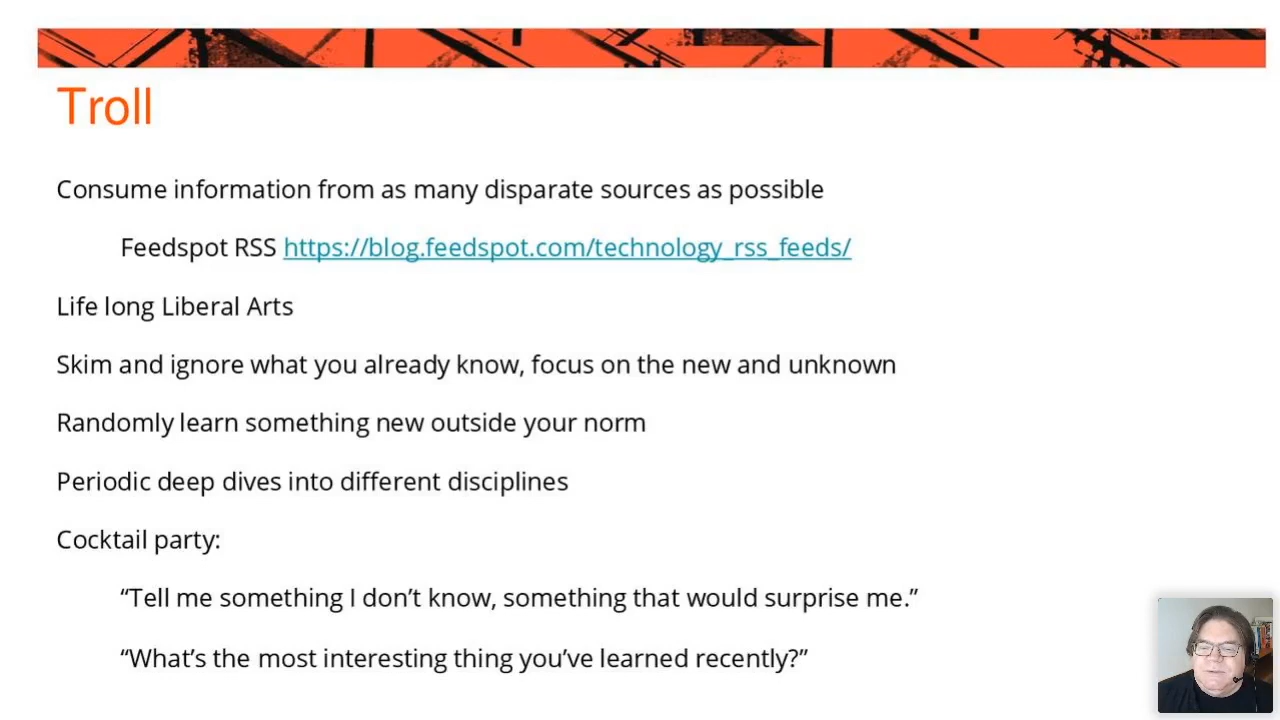 Troll
Consume information from as many disparate sources as possible
Feedspot RSS https://blog.feedspot.com/technology_rss_feeds/
Life long Liberal Arts
Skim and ignore what you already know, focus on the new and unknown
Randomly learn something new outside your norm
Periodic deep dives into different disciplines
Cocktail party:
“Tell me something I don’t know, something that would surprise me.”
“What’s the most interesting thing you’ve learned recently?”